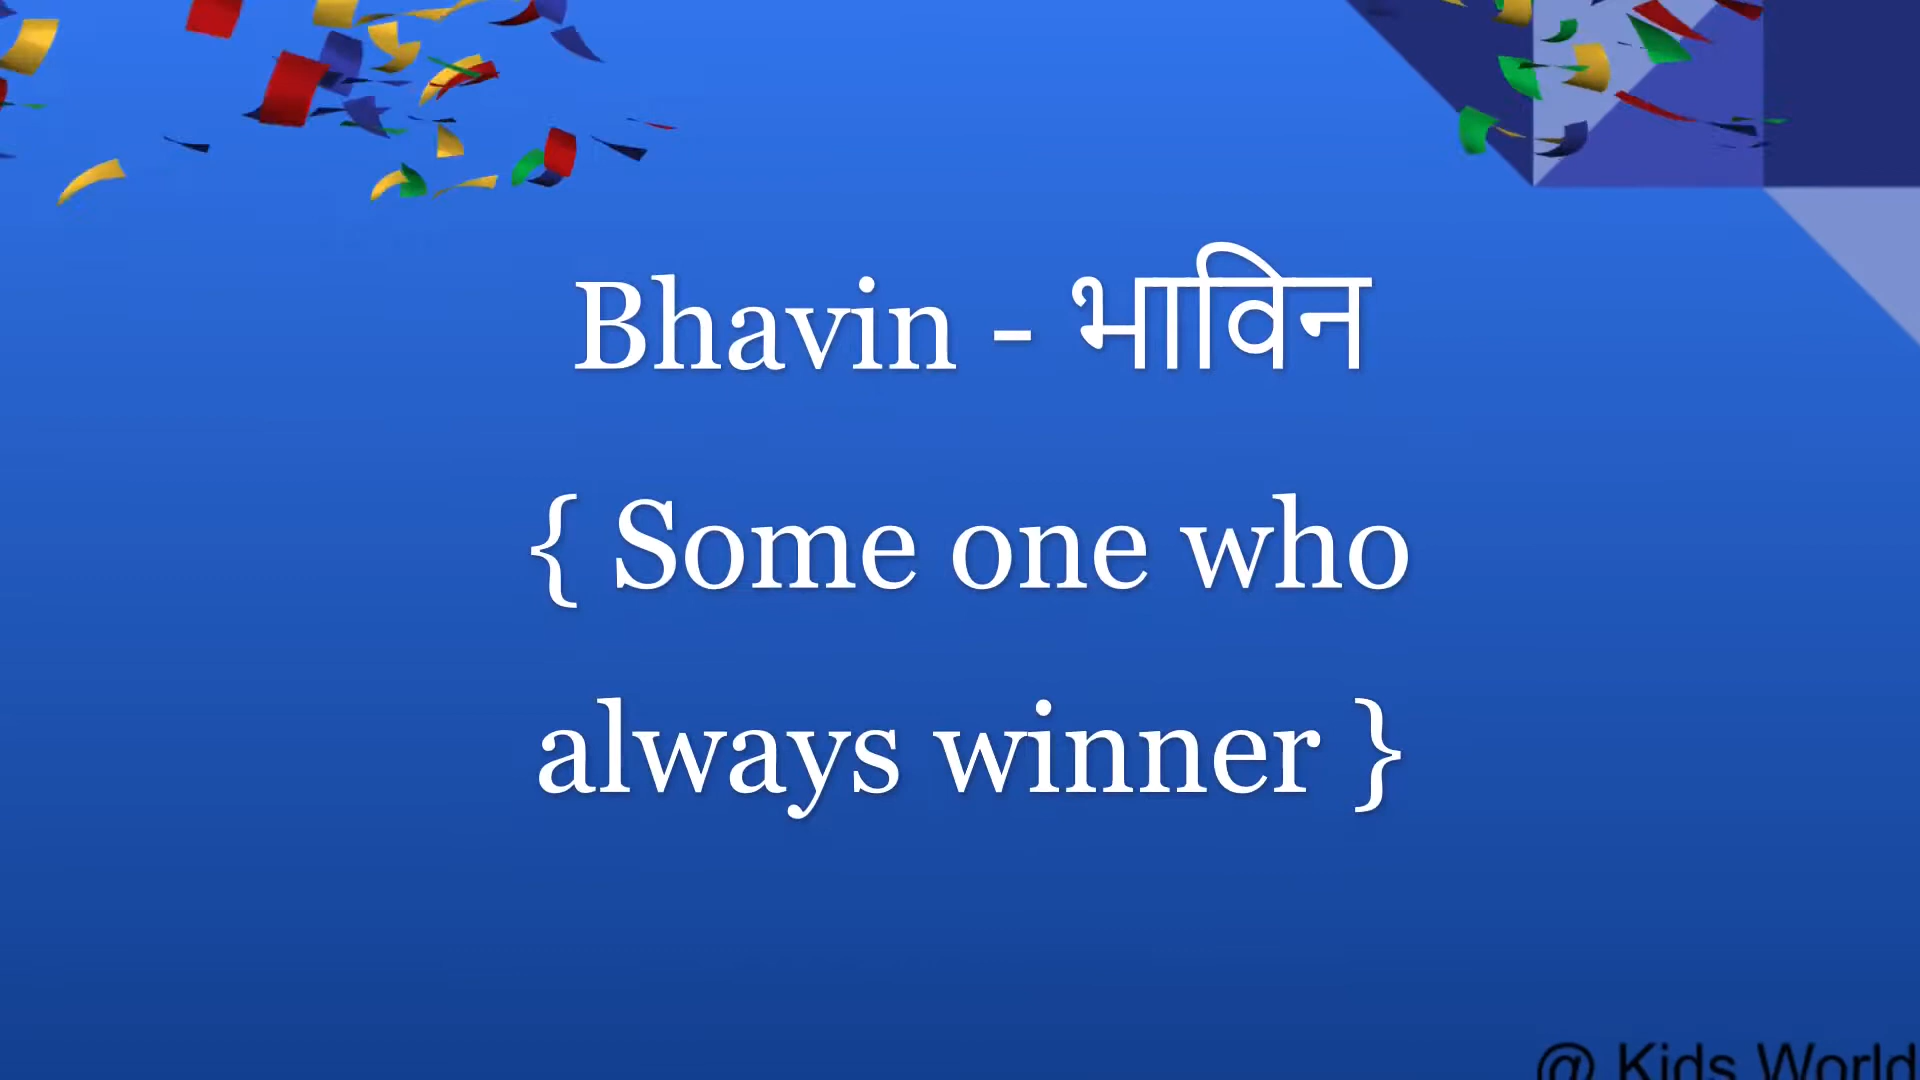 Bhavin - भाविन
{ Some one who
always winner }
@ Kids World